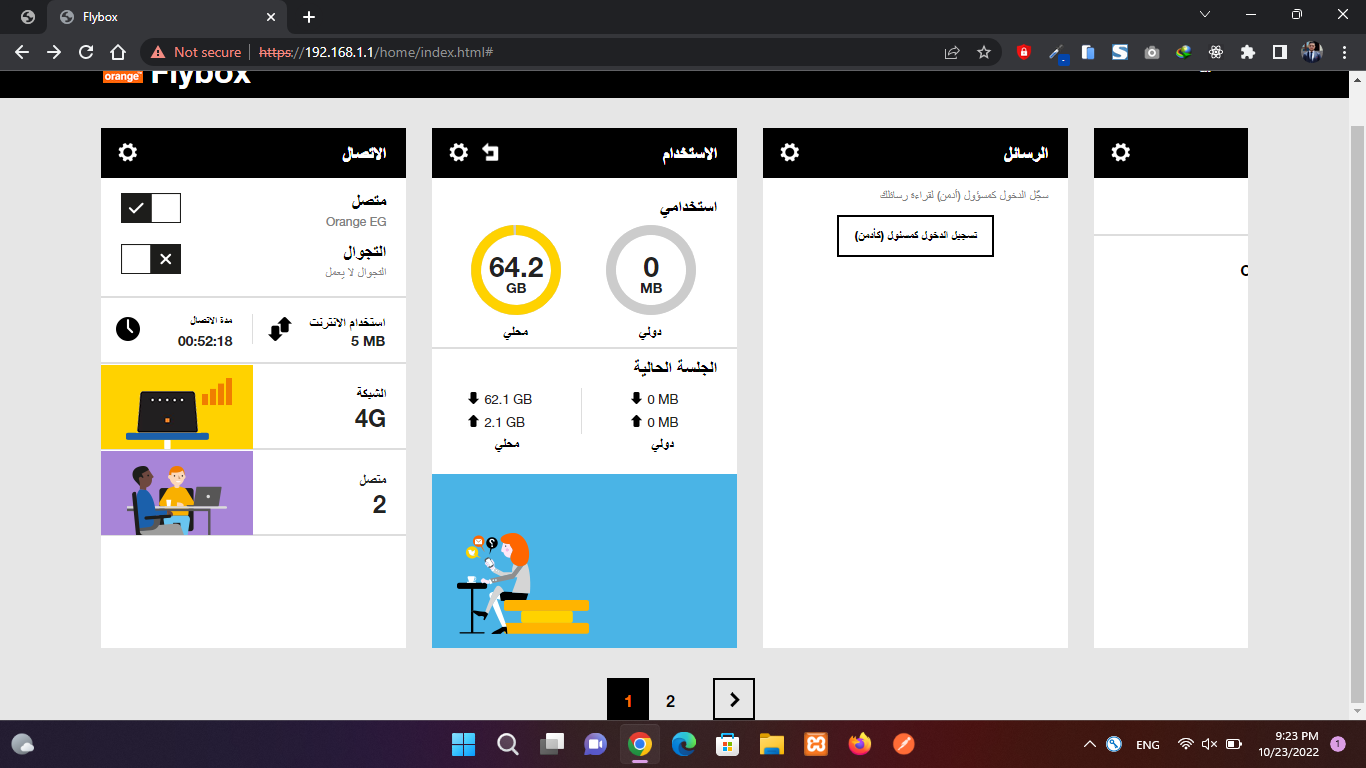 Flybox
Not secure
https://192.168.1.1/home/index.html#
orange
Flybox
الاتصال
متصل
Orange EG
التجوال
التجوال لا يعمل
استخدام الانترنت
5 MB
مدة الاتصال
00:52:18
الشبكة
4G
متصل
2
الاستخدام
استخدامي
0
MB
دولي
64.2
GB
محلي
الجلسة الحالية
0 MB
0 MB
دولي
62.1 GB
2.1 GB
محلي
الرسائل
سجّل الدخول كمسؤول (أدمن) لقراءة رسائلك
تسجيل الدخول كمسئول (كأدمن)
1
2
ENG
9:23 PM
10/23/2022
1